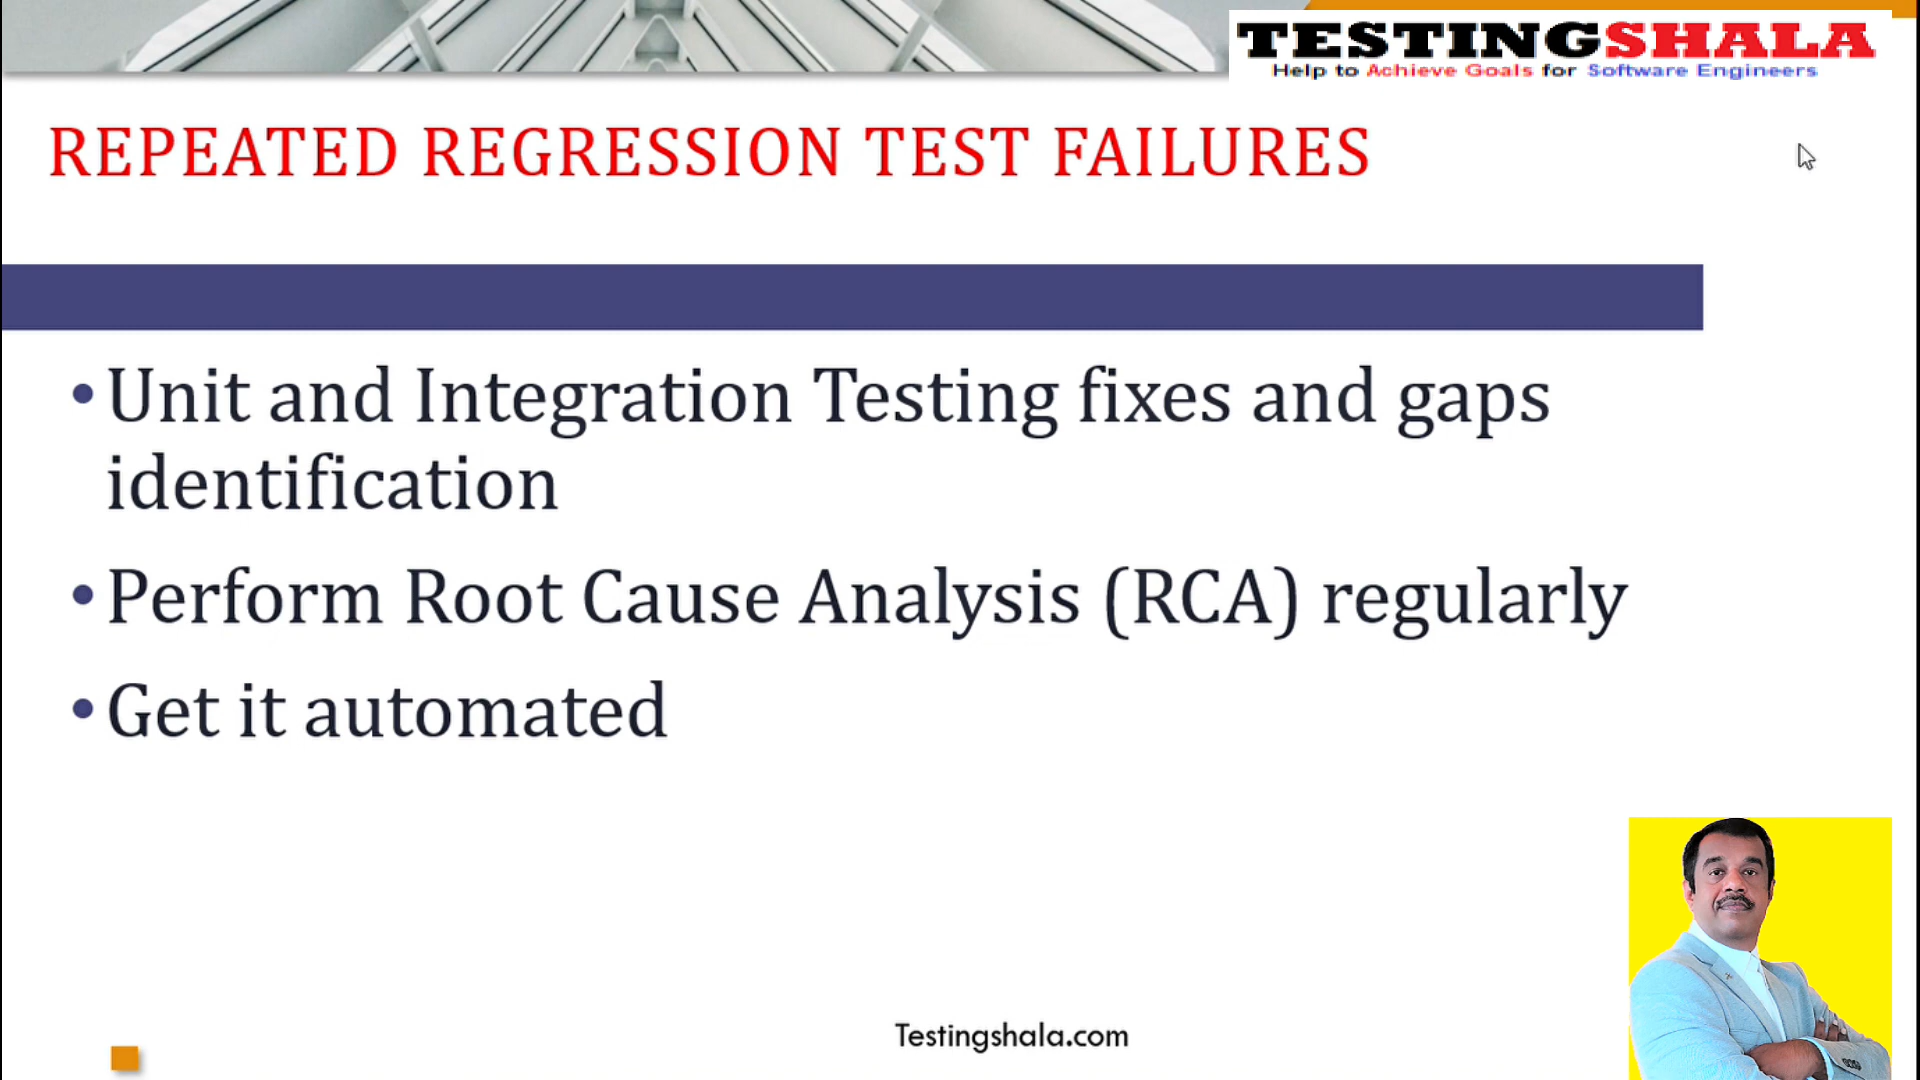 TESTINGSHALA
Help to Achieve Goals for Software Engineers
REPEATED REGRESSION TEST FAILURES
• Unit and Integration Testing fixes and gaps
identification
• Perform Root Cause Analysis (RCA) regularly
• Get it automated
Testingshala.com